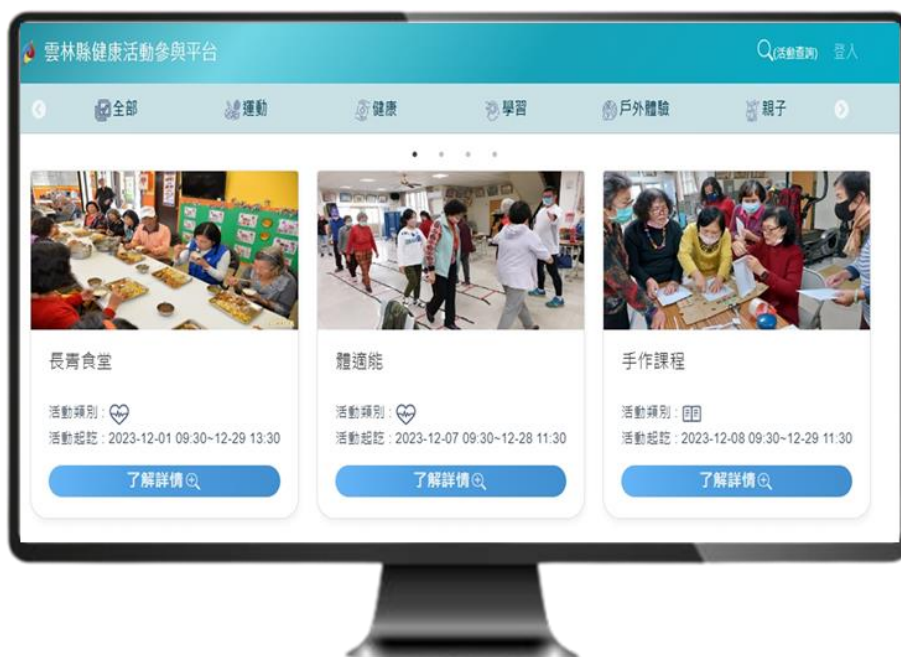 雲林縣健康活動參與平台
(活動查詢) 登入
全部 運動 健康 學習 戶外體驗 親子
長青食堂
活動類別：
活動起訖：2023-12-01 09:30~12-29 13:30
了解詳情
體適能
活動類別：
活動起訖：2023-12-07 09:30~12-28 11:30
了解詳情
手作課程
活動類別：
活動起訖：2023-12-08 09:30~12-29 11:30
了解詳情